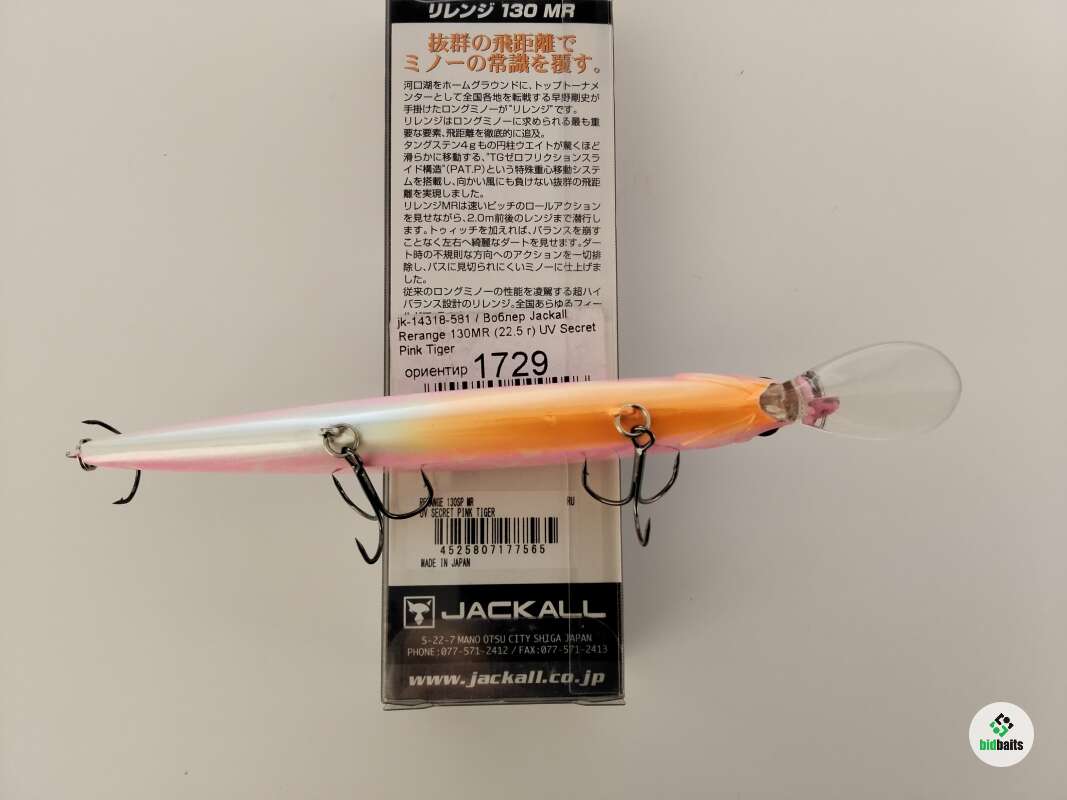 リレンジ 130 MR
抜群の飛距離で
ミノーの常識を覆す。
河口湖をホームグラウンドに、トップトーナメ
ンターとして全国各地を転戦する早野剛史が
手掛けたロングミノーが"リレンジ"です。
リレンジはロングミノーに求められる最も重
要な要素、飛距離を徹底的に追及。
タングステン4gもの円柱ウエイトが驚くほど
滑らかに移動する、"TGゼロフリクションスラ
イド構造"(PAT.P)という特殊重心移動システ
ムを搭載し、向かい風にも負けない抜群の飛距
離を実現しました。
リレンジMRは速いピッチのロールアクション
を見せながら、2.0m前後のレンジまで潜行し
ます。トゥィッチを加えれば、バランスを崩す
ことなく左右へ綺麗なダートを見せます。ダー
ト時の不規則な方向へのアクションを一切排
除し、バスに見切られにくいミノーに仕上げま
した。
従来のロングミノーの性能を凌駕する超ハイ
バランス設計のリレンジ。全国あらゆるフィー
jk-14318-581 / Воблер Jackall
Rerange 130MR (22.5 г) UV Secret
Pink Tiger
ориентир 1729
RERANGE 130SP MR RU
UV SECRET PINK TIGER
4525807177565
MADE IN JAPAN
JACKALL
5-22-7 MANO OTSU CITY SHIGA JAPAN
PHONE:077-571-2412 / FAX:077-571-2413
www.jackall.co.jp
bidbaits